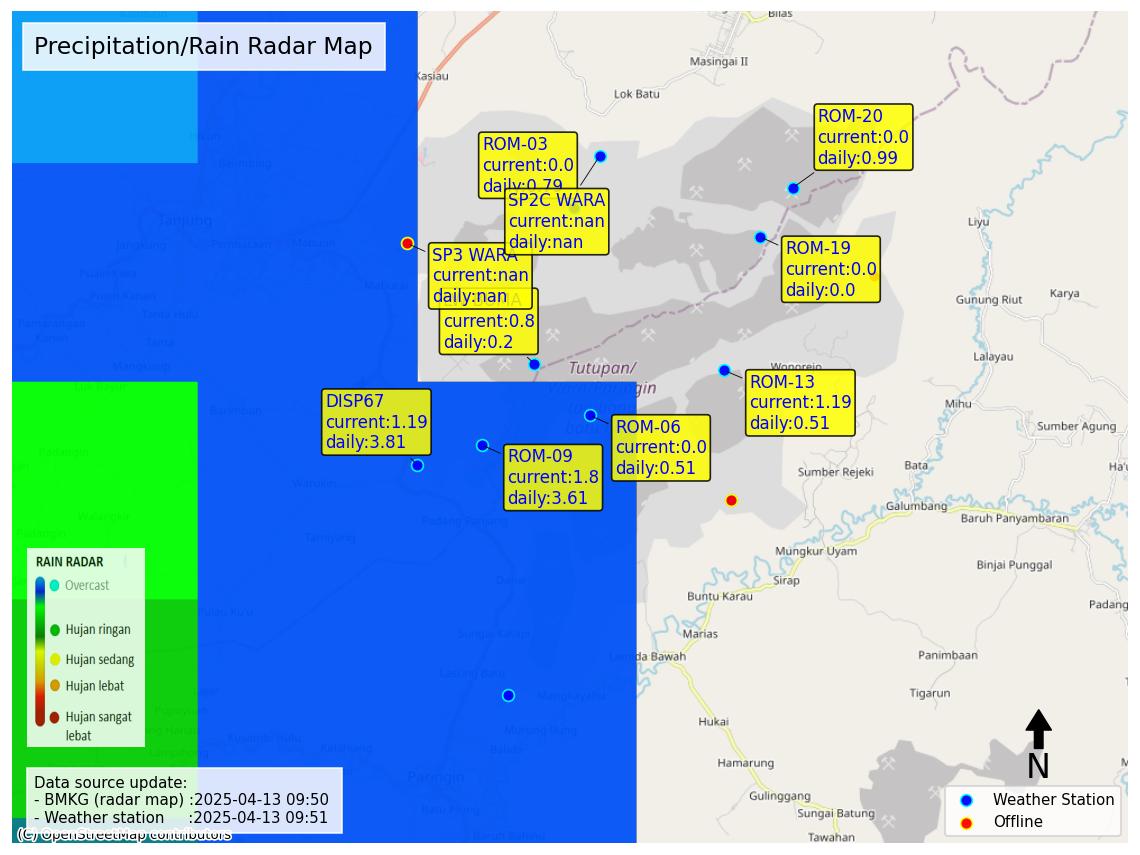 Precipitation/Rain Radar Map
Bilas
Masingai II
Kasiau
Lok Batu
ROM-20
current:0.0
daily:0.99
ROM-03
current:0.0
daily:0.79
SP2C WARA
current:nan
daily:nan
SP3 WARA
current:nan
daily:nan
current:0.8
daily:0.2
ROM-19
current:0.0
daily:0.0
Liyu
Gunung Riut
Karya
Lalayau
Tanjung
Maburai
Tutupan/
Wonorejo
ROM-13
current:1.19
daily:0.51
DISP67
current:1.19
daily:3.81
ROM-06
current:0.0
daily:0.51
ROM-09
current:1.8
daily:3.61
Mihu
Sumber Agung
Bata
Sumber Rejeki
Galumbang
Baruh Panyambaran
Mungkur Uyam
Binjai Punggal
Sirap
Buntu Karau
Padang
Marias
Lamida Bawah
Panimbaan
Tigarun
Hukai
Hamarung
Gulinggang
Sungai Batung
Tawahan
Padang Panjang
Warukin
Mangkayahu
Murung Ilung
Balida
Paringin
RAIN RADAR
Overcast
Hujan ringan
Hujan sedang
Hujan lebat
Hujan sangat
lebat
Data source update:
- BMKG (radar map) :2025-04-13 09:50
- Weather station :2025-04-13 09:51
(C) OpenStreetMap contributors
N
Weather Station
Offline